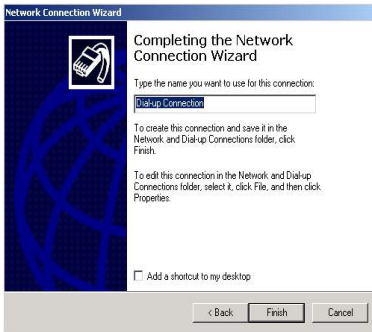 Network Connection Wizard
Completing the Network
Connection Wizard
Type the name you want to use for this connection:
Dial-up Connection
To create this connection and save it in the
Network and Dial-up Connections folder, click
Finish.
To edit this connection in the Network and Dial-up
Connections folder, select it, click File, and then click
Properties.
Add a shortcut to my desktop
< Back
Finish
Cancel